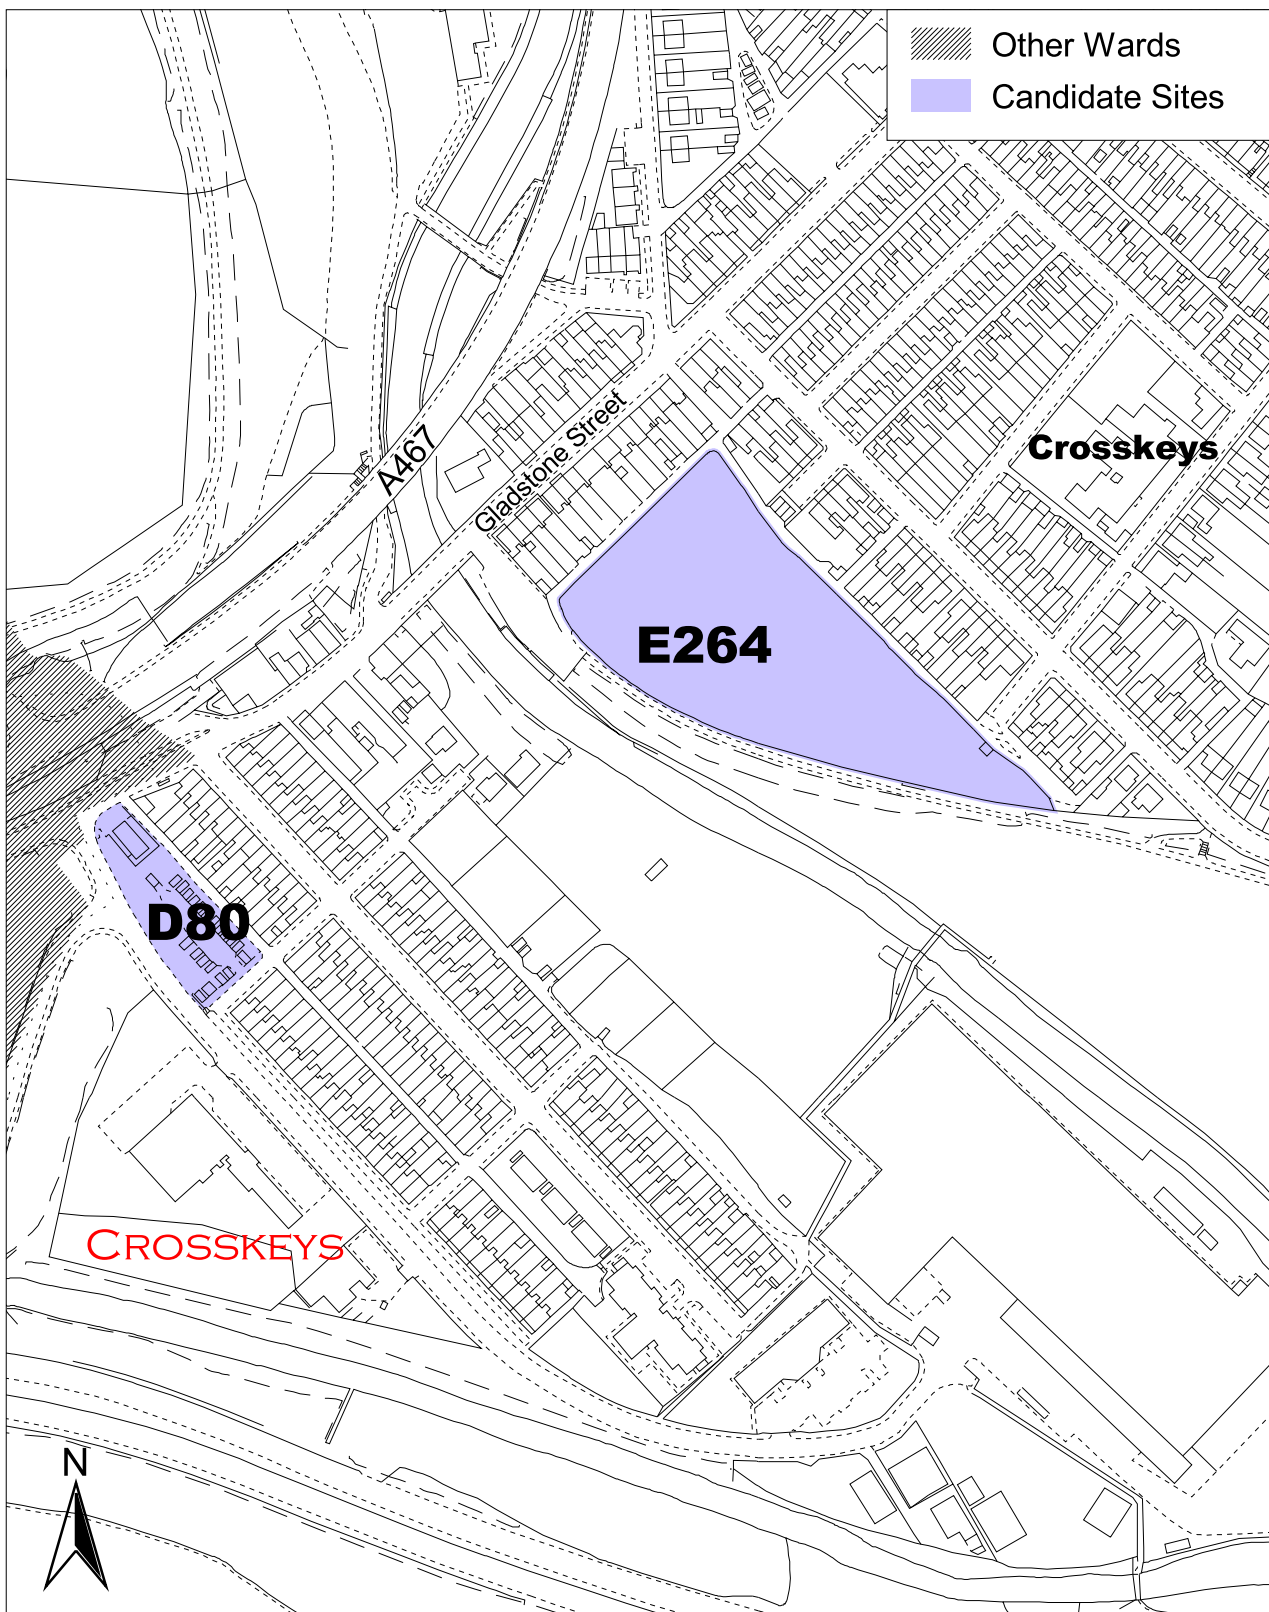 Other Wards
Candidate Sites
A467
Gladstone Street
Crosskeys
E264
D80
CROSSKEYS
N